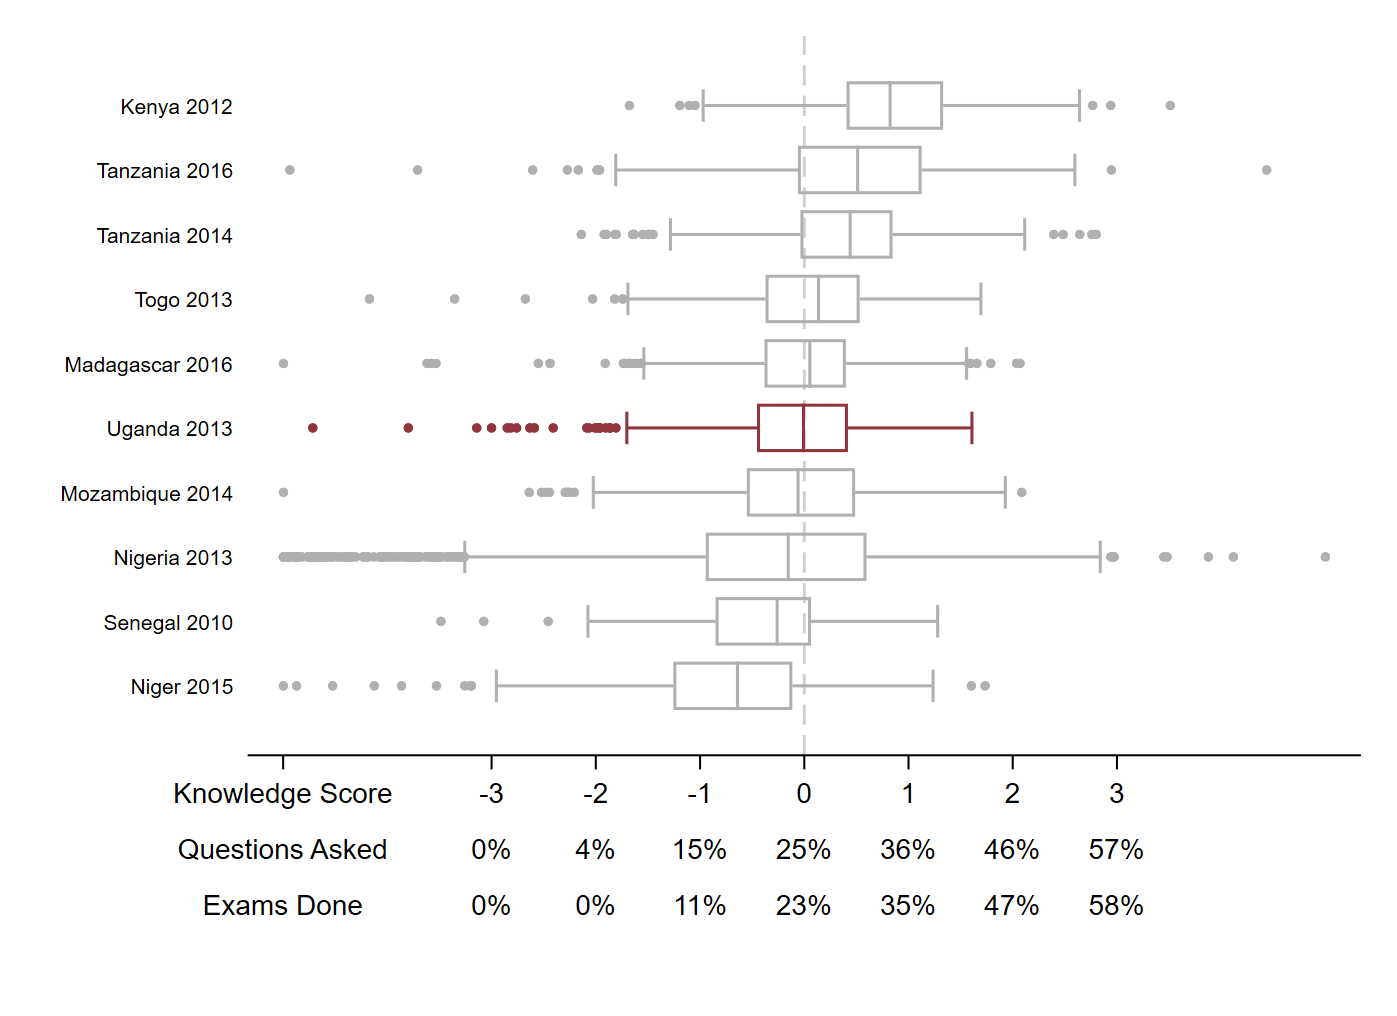 Kenya 2012
Tanzania 2016
Tanzania 2014
Togo 2013
Madagascar 2016
Uganda 2013
Mozambique 2014
Nigeria 2013
Senegal 2010
Niger 2015
Knowledge Score -3 -2 -1 0 1 2 3
Questions Asked 0% 4% 15% 25% 36% 46% 57%
Exams Done 0% 0% 11% 23% 35% 47% 58%